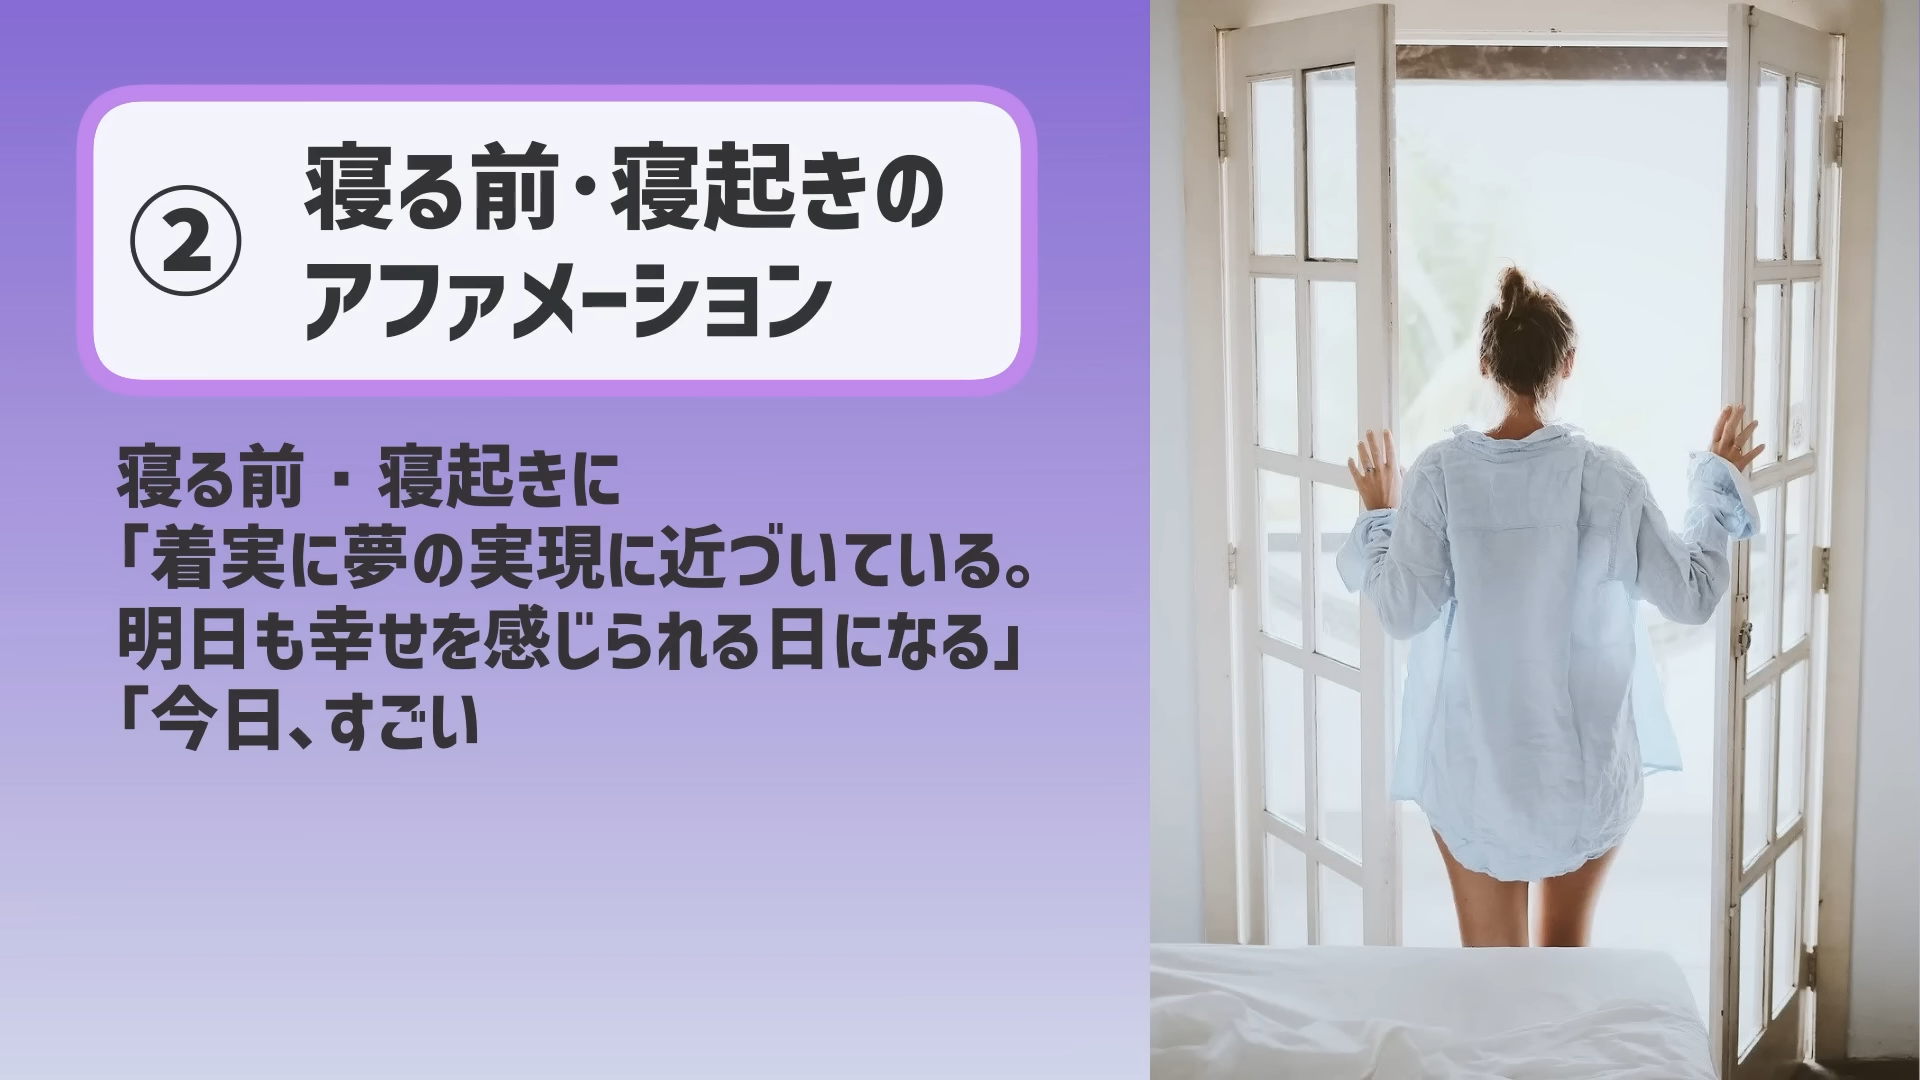 ②
寝る前・寝起きの
アファメーション
寝る前・寝起きに
「着実に夢の実現に近づいている。
明日も幸せを感じられる日になる」
「今日、すごい